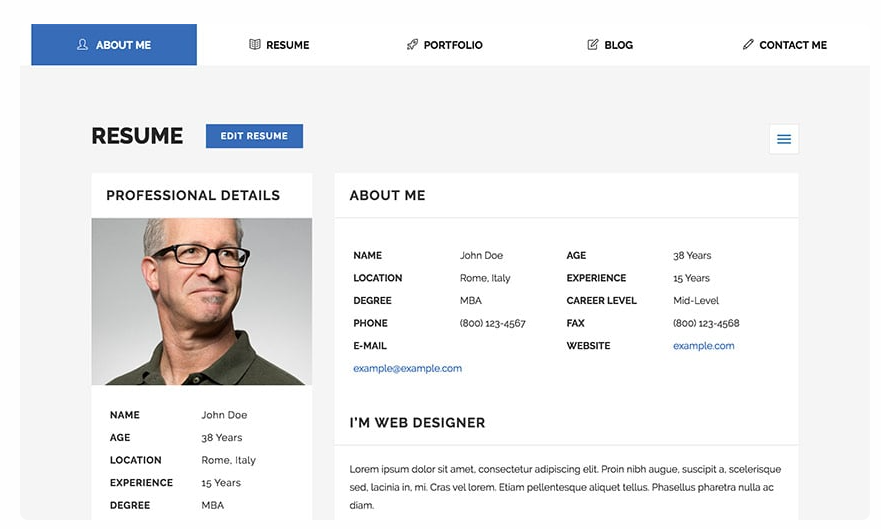 ABOUT ME
RESUME
PORTFOLIO
BLOG
CONTACT ME
RESUME
EDIT RESUME
PROFESSIONAL DETAILS
NAME John Doe
AGE 38 Years
LOCATION Rome, Italy
EXPERIENCE 15 Years
DEGREE MBA
ABOUT ME
NAME John Doe AGE 38 Years
LOCATION Rome, Italy EXPERIENCE 15 Years
DEGREE MBA CAREER LEVEL Mid-Level
PHONE (800) 123-4567 FAX (800) 123-4568
E-MAIL WEBSITE example.com
example@example.com
I'M WEB DESIGNER
Lorem ipsum dolor sit amet, consectetur adipiscing elit. Proin nibh augue, suscipit a, scelerisque
sed, lacinia in, mi. Cras vel lorem. Etiam pellentesque aliquet tellus. Phasellus pharetra nulla ac
diam.